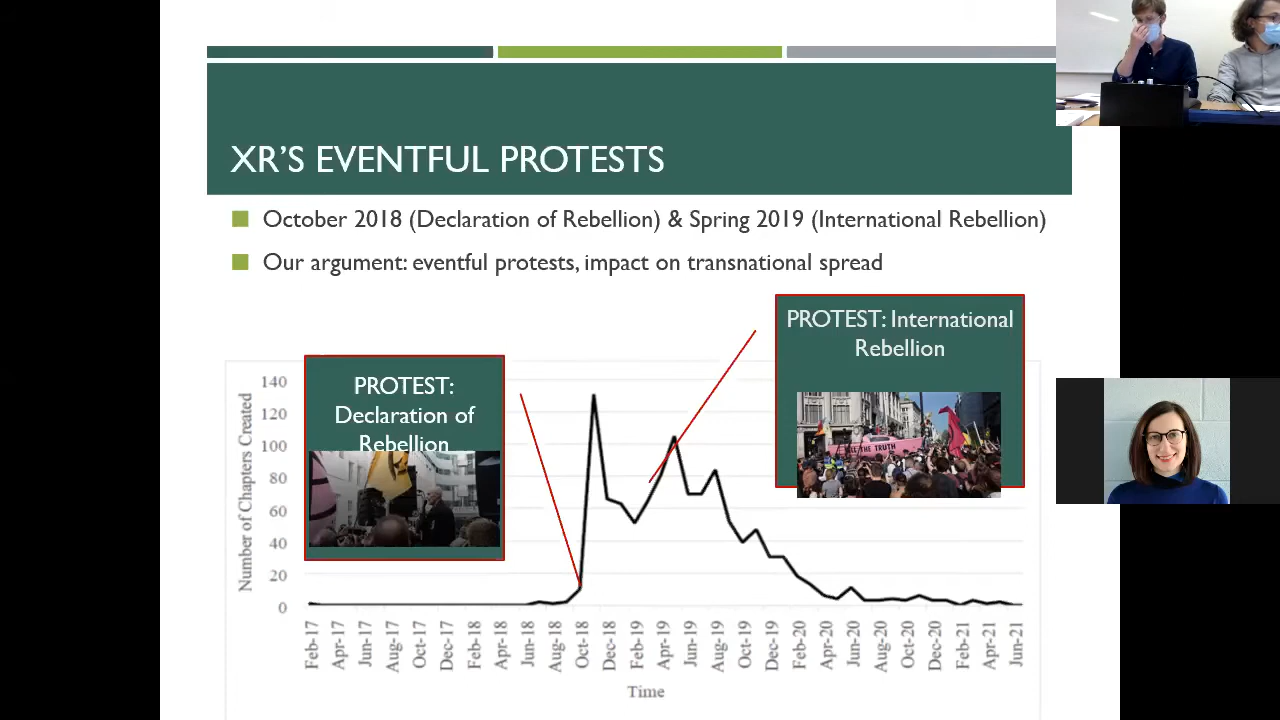 XR'S EVENTFUL PROTESTS
October 2018 (Declaration of Rebellion) & Spring 2019 (International Rebellion)
Our argument: eventful protests, impact on transnational spread
PROTEST: International
Rebellion
TELL THE TRUTH
PROTEST:
Declaration of
Rebellion
Number of Chapters Created
140
120
100
80
60
40
20
0
Feb-17
Apr-17
Jun-17
Aug-17
Oct-17
Dec-17
Feb-18
Apr-18
Jun-18
Aug-18
Oct-18
Dec-18
Feb-19
Apr-19
Jun-19
Aug-19
Oct-19
Dec-19
Feb-20
Apr-20
Jun-20
Aug-20
Oct-20
Dec-20
Feb-21
Apr-21
Jun-21
Time